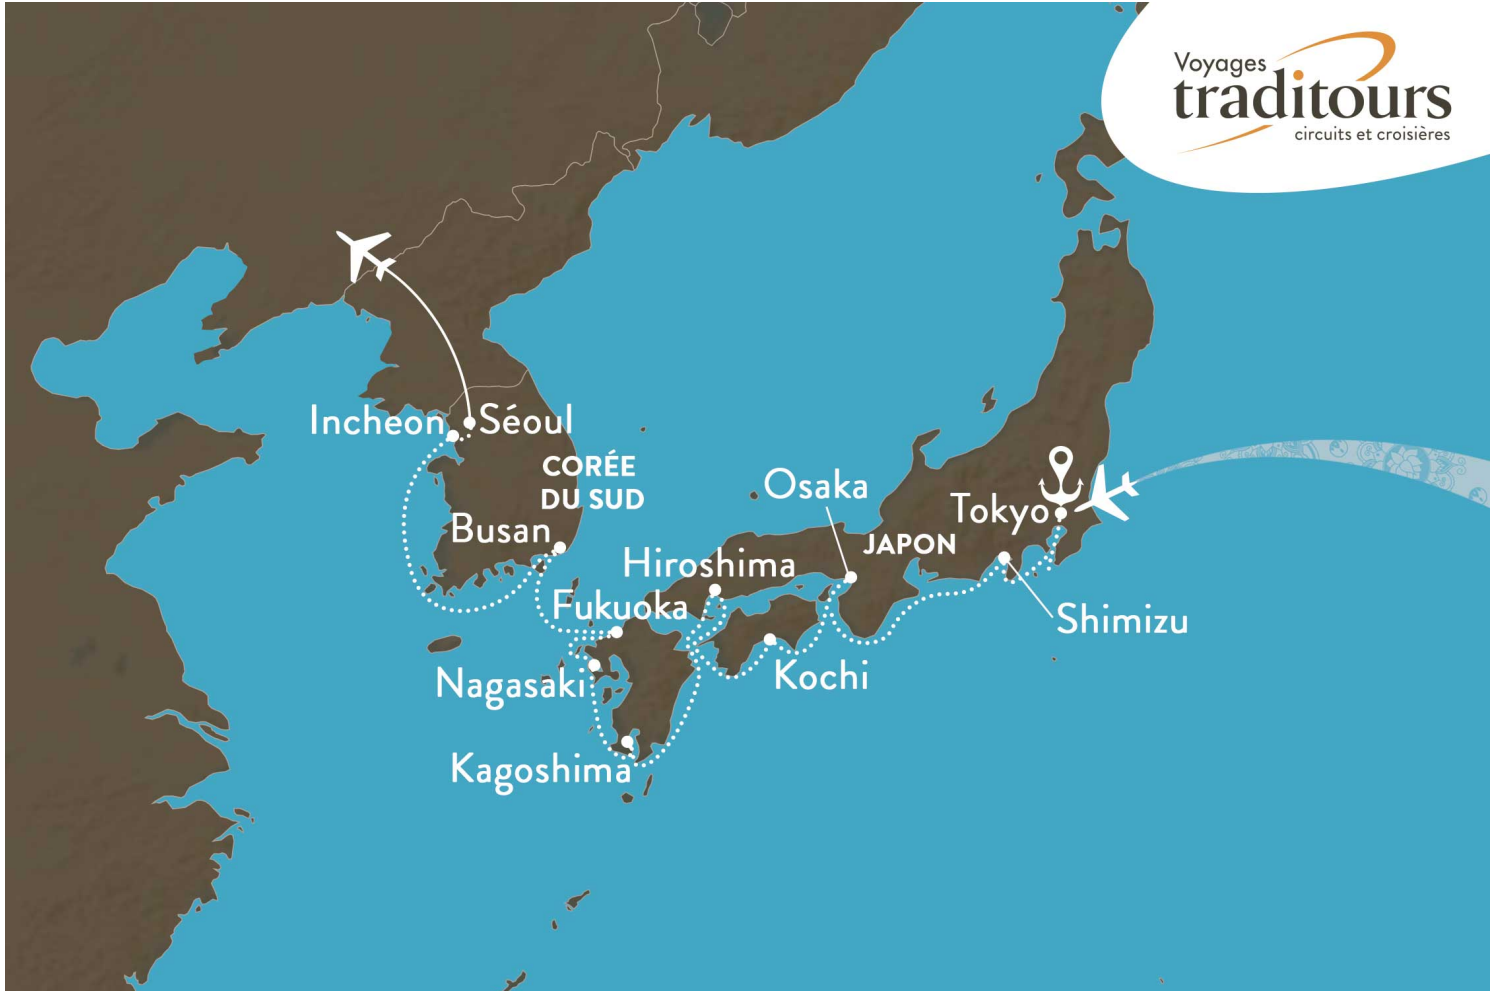 Voyages
traditours
circuits et croisières
Incheon
Séoul
CORÉE
DU SUD
Busan
Osaka
Tokyo
JAPON
Hiroshima
Fukuoka
Shimizu
Nagasaki
Kochi
Kagoshima